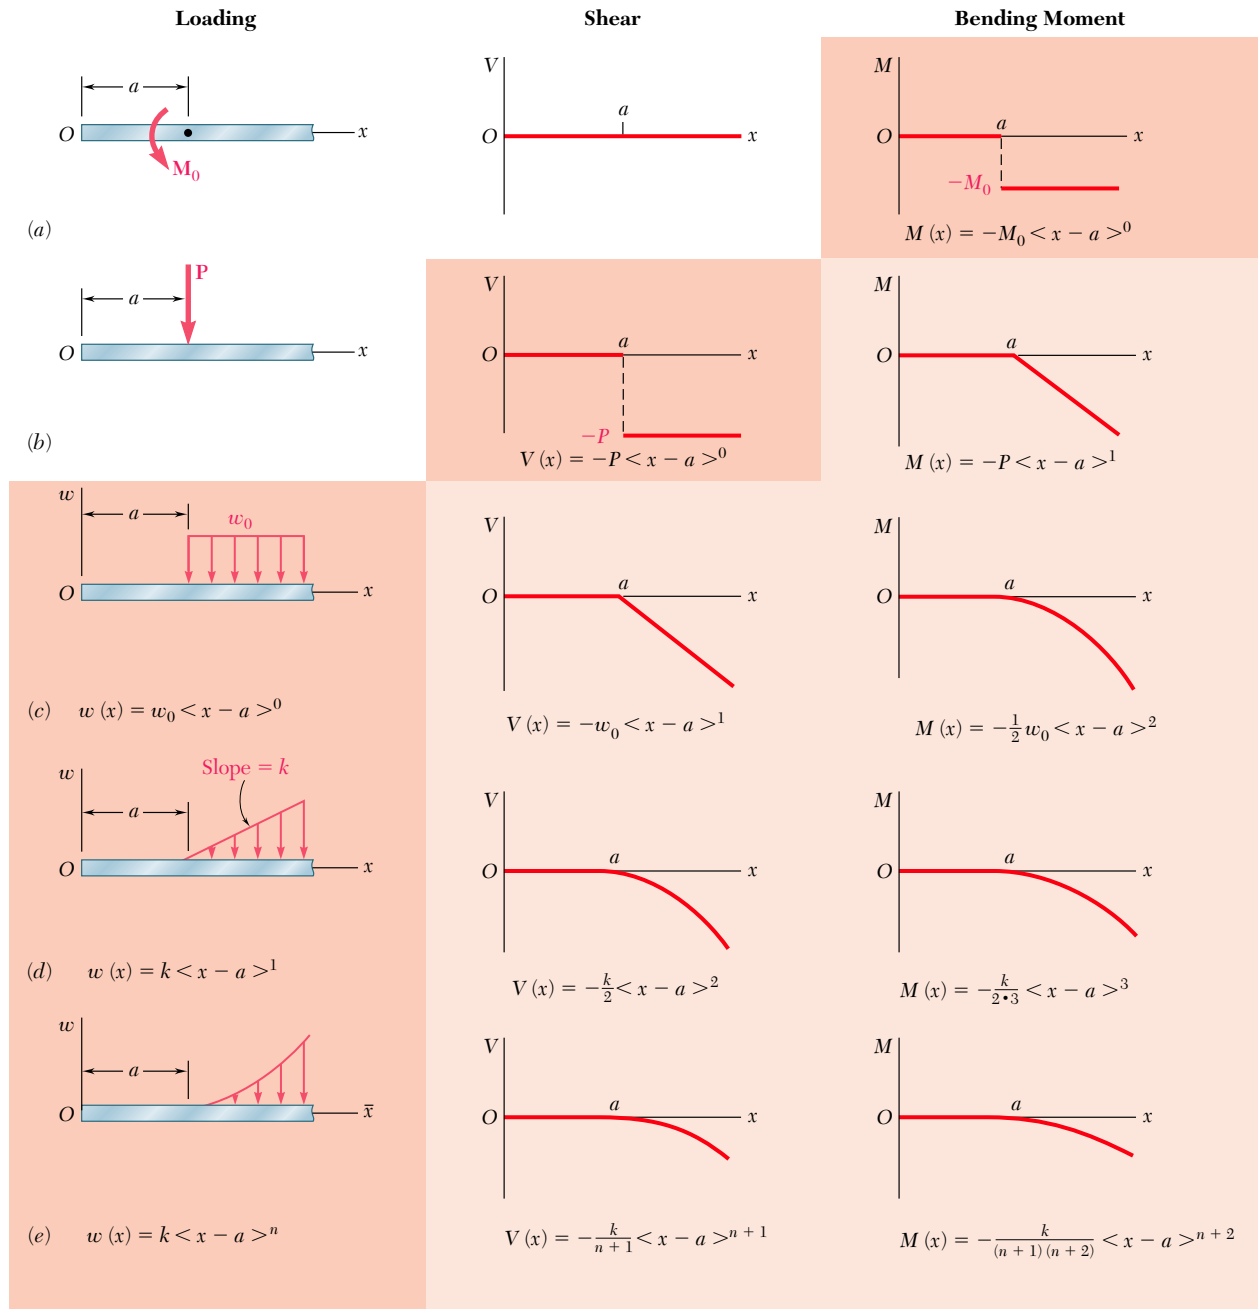 Loading Shear Bending Moment
a
O x
M₀
V
a
O x
M
a
O x
−M₀
(a)
M (x) = −M₀ < x − a >⁰
P
a
O x
(b)
V
a
O x
−P
V (x) = −P < x − a >⁰
M
a
O x
M (x) = −P < x − a >¹
w
a
w₀
O x
(c) w (x) = w₀ < x − a >⁰
V
a
O x
V (x) = −w₀ < x − a >¹
M
a
O x
M (x) = −½ w₀ < x − a >²
w
Slope = k
a
O x
(d) w (x) = k < x − a >¹
V
a
O x
V (x) = −k/2 < x − a >²
M
a
O x
M (x) = −k/2•3 < x − a >³
w
a
O x̄
(e) w (x) = k < x − a >ⁿ
V
a
O x
V (x) = −k/n + 1 < x − a >ⁿ ⁺ ¹
M
a
O x
M (x) = −k/(n + 1) (n + 2) < x − a >ⁿ ⁺ ²